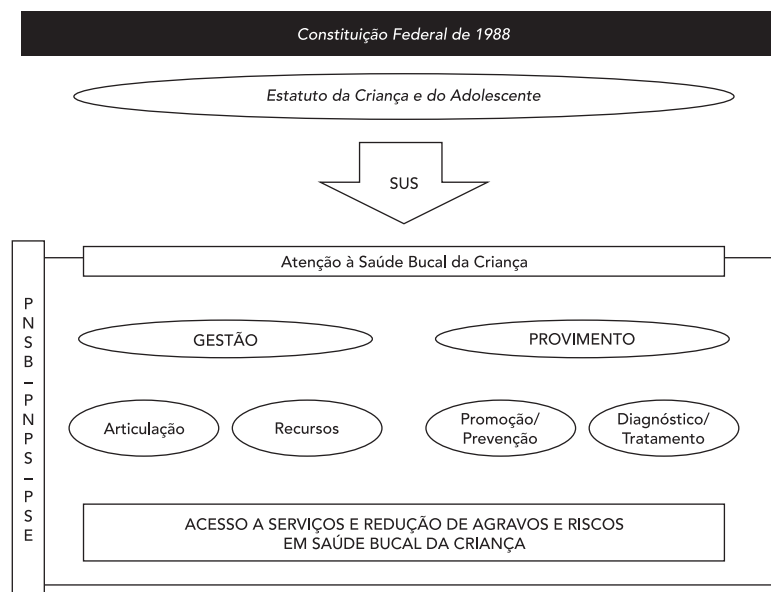 Constituição Federal de 1988
Estatuto da Criança e do Adolescente
SUS
P
N
S
B
–
P
N
P
S
–
P
S
E
Atenção à Saúde Bucal da Criança
GESTÃO
PROVIMENTO
Articulação
Recursos
Promoção/
Prevenção
Diagnóstico/
Tratamento
ACESSO A SERVIÇOS E REDUÇÃO DE AGRAVOS E RISCOS
EM SAÚDE BUCAL DA CRIANÇA